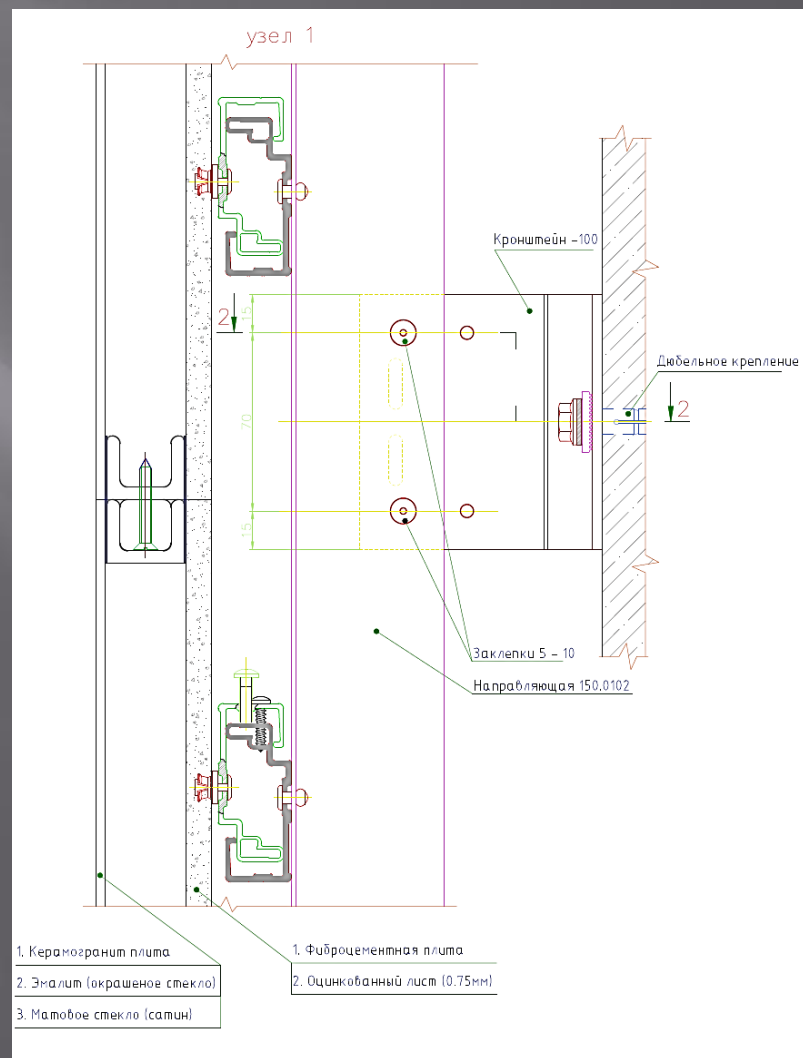 узел 1
Кронштейн -100
2
15
Дюбельное крепление
2
70
15
Заклепки 5 - 10
Направляющая 150.0102
1. Керамогранит плита
2. Эмалит (окрашеное стекло)
3. Матовое стекло (сатин)
1. Фиброцементная плита
2. Оцинкованный лист (0.75мм)